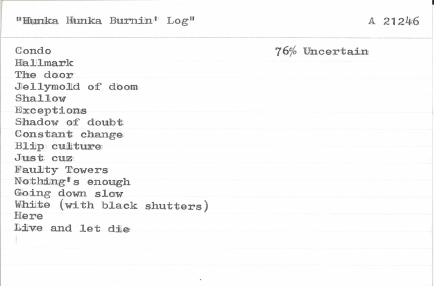 "Hunka Hunka Burnin' Log" A 21246
Condo 76% Uncertain
Hallmark
The door
Jellymold of doom
Shallow
Exceptions
Shadow of doubt
Constant change
Blip culture
Just cuz
Faulty Towers
Nothing's enough
Going down slow
White (with black shutters)
Here
Live and let die